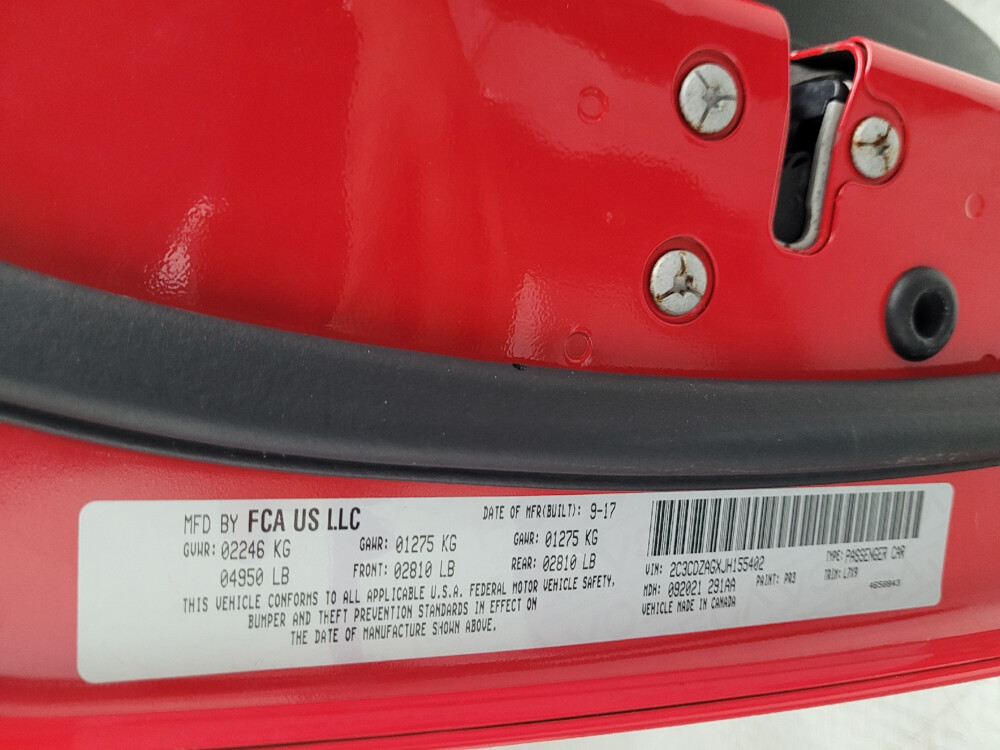 MFD BY FCA US LLC
DATE OF MFR(BUILT): 9-17
GVWR: 02246 KG
GAWR: 01275 KG
GAWR: 01275 KG
04950 LB
FRONT: 02810 LB
REAR: 02810 LB
THIS VEHICLE CONFORMS TO ALL APPLICABLE U.S.A. FEDERAL MOTOR VEHICLE SAFETY,
BUMPER AND THEFT PREVENTION STANDARDS IN EFFECT ON
THE DATE OF MANUFACTURE SHOWN ABOVE.
VIN: 2C3CDZAGXJH155402
TYPE: PASSENGER CAR
MDH: 092021 291AA
PAINT: PR3
TRIM: L7X9
VEHICLE MADE IN CANADA
4658843